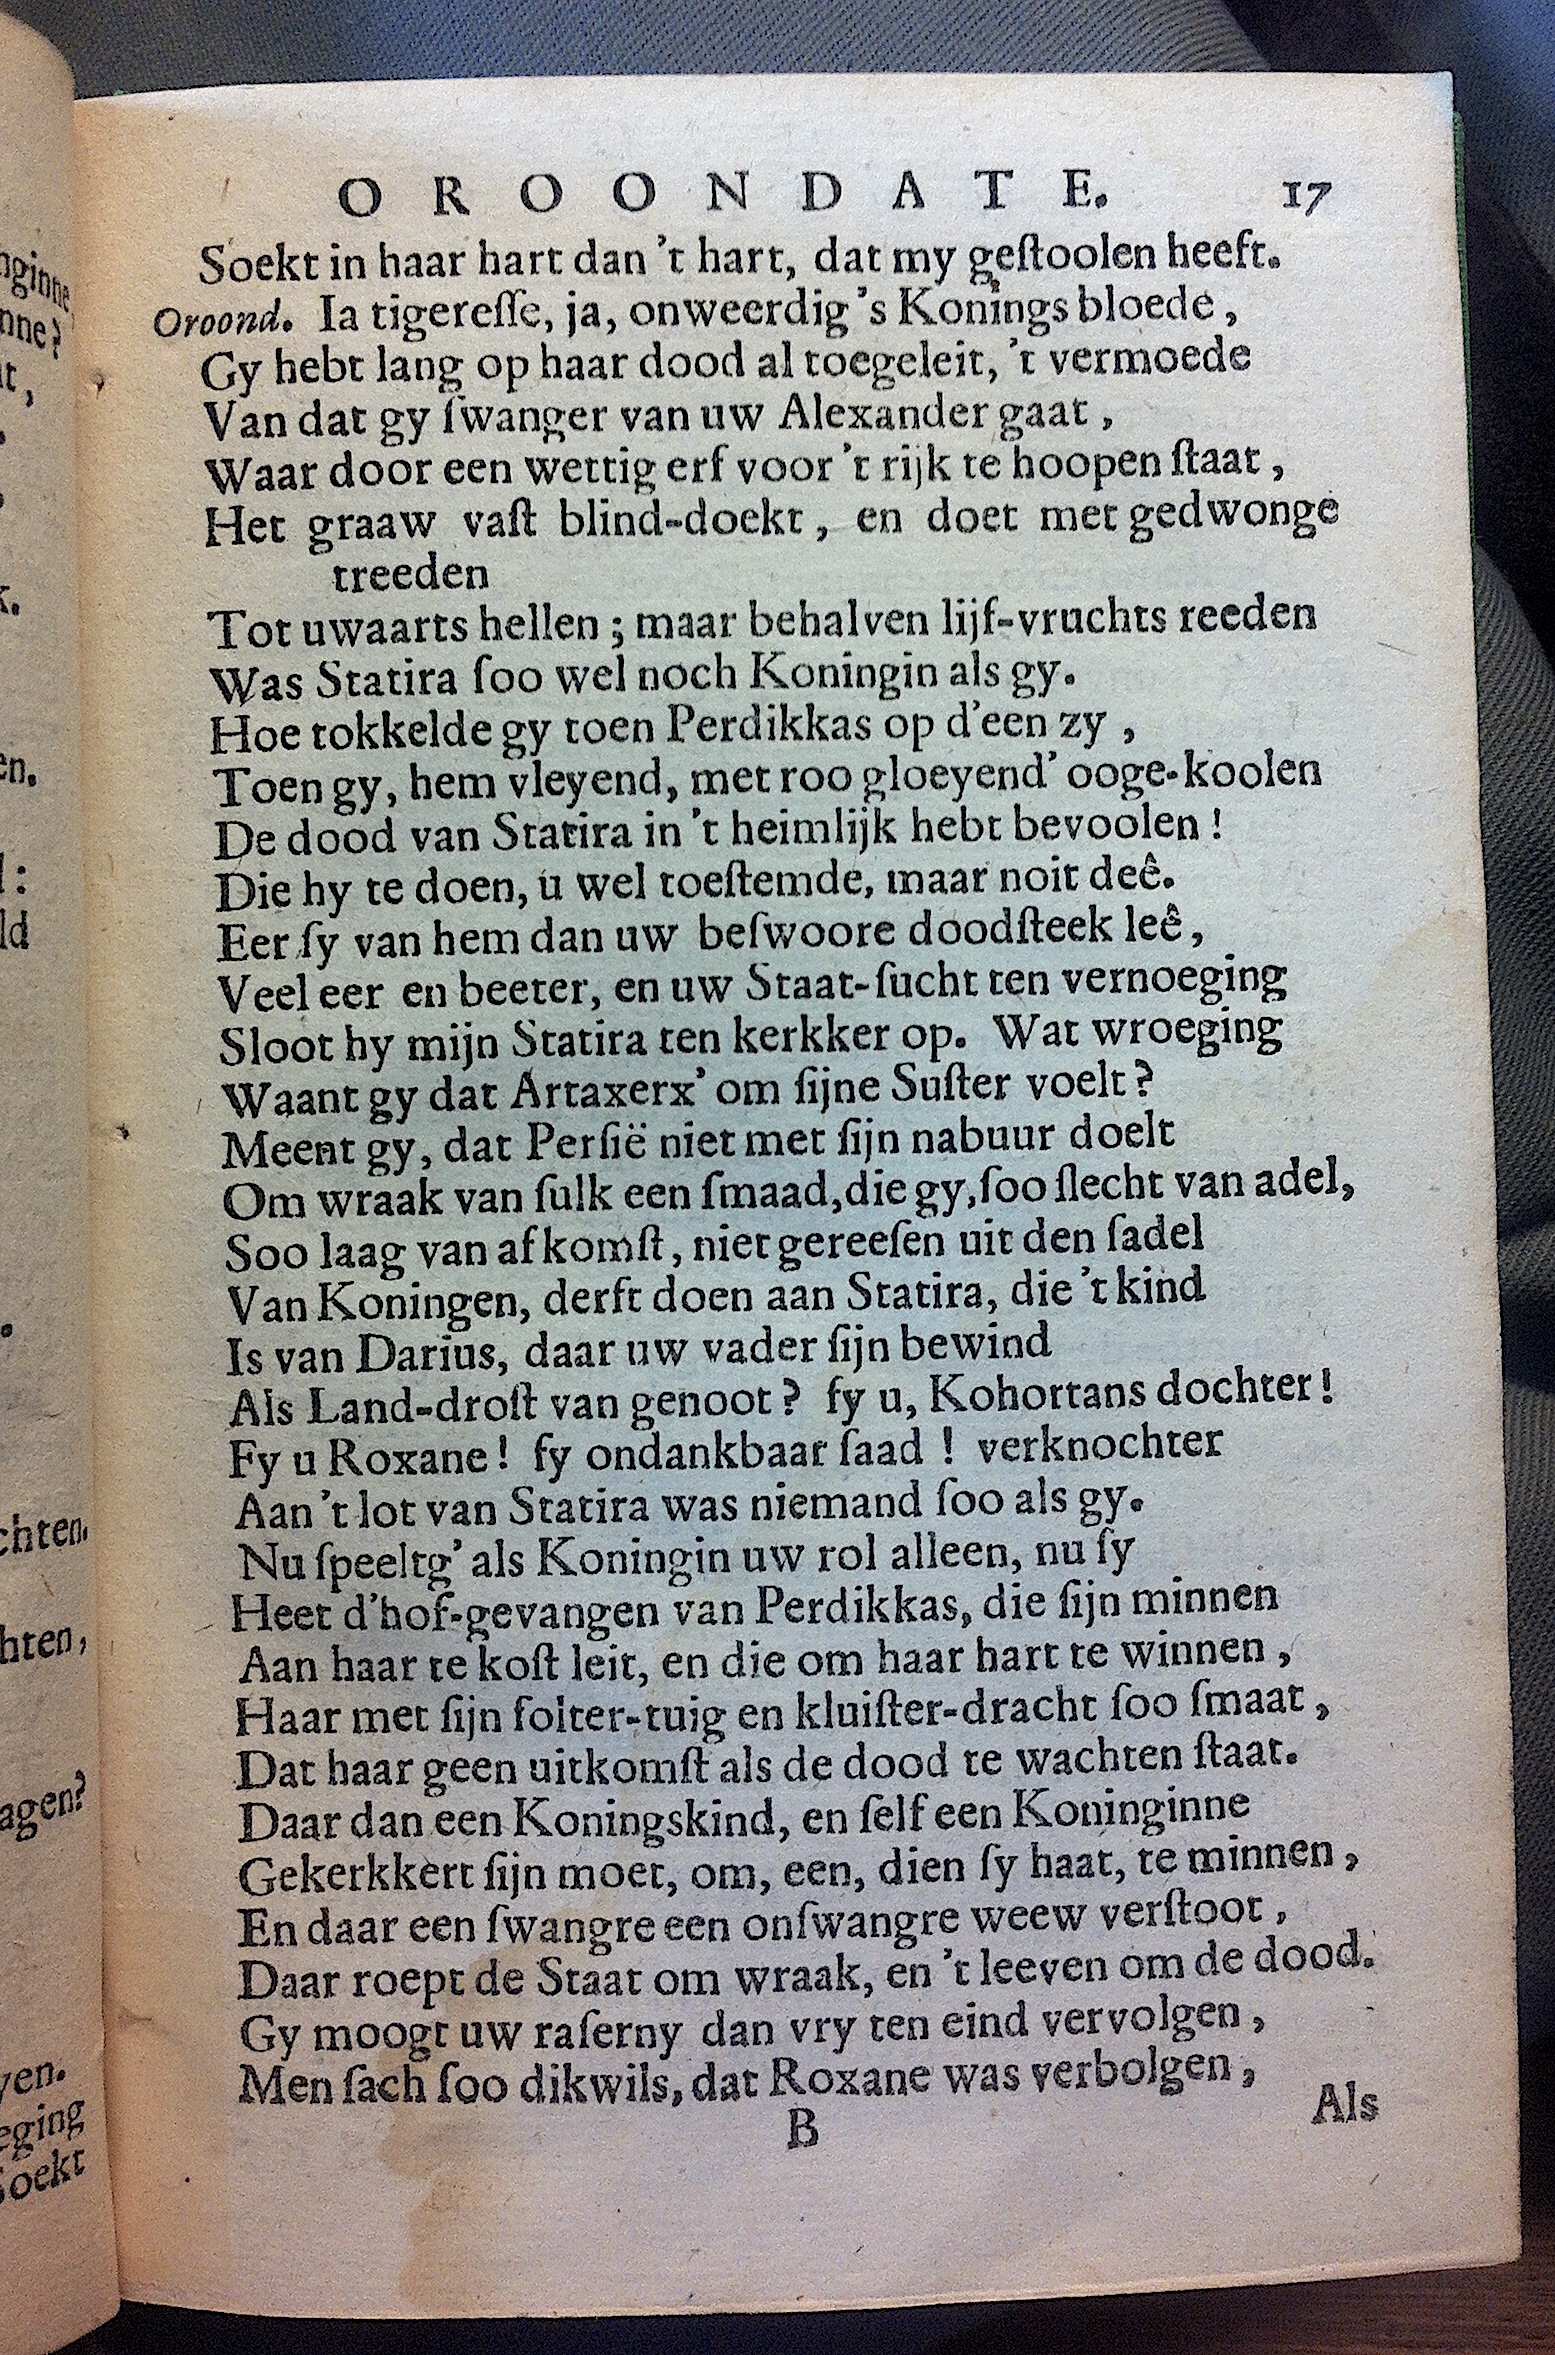 OROONDATE. 17
Soekt in haar hart dan 't hart, dat my geſtoolen heeft.
Oroond. Ia tigereſſe, ja, onweerdig 's Konings bloede,
Gy hebt lang op haar dood al toegeleit, 't vermoede
Van dat gy ſwanger van uw Alexander gaat,
Waar door een wettig erf voor 't rijk te hoopen ſtaat,
Het graaw vaſt blind-doekt, en doet met gedwonge
treeden
Tot uwaarts hellen; maar behalven lijf-vruchts reeden
Was Statira ſoo wel noch Koningin als gy.
Hoe tokkelde gy toen Perdikkas op d'een zy,
Toen gy, hem vleyend, met roo gloeyend' ooge-koolen
De dood van Statira in 't heimlijk hebt bevoolen!
Die hy te doen, u wel toeſtemde, maar noit deê.
Eer ſy van hem dan uw beſwoore doodſteek leê,
Veel eer en beeter, en uw Staat-ſucht ten vernoeging
Sloot hy mijn Statira ten kerkker op. Wat wroeging
Waant gy dat Artaxerx' om ſijne Suſter voelt?
Meent gy, dat Perſië niet met ſijn nabuur doelt
Om wraak van ſulk een ſmaad, die gy, ſoo ſlecht van adel,
Soo laag van afkomſt, niet gereeſen uit den ſadel
Van Koningen, derft doen aan Statira, die 't kind
Is van Darius, daar uw vader ſijn bewind
Als Land-droſt van genoot? fy u, Kohortans dochter!
Fy u Roxane! fy ondankbaar ſaad! verknochter
Aan 't lot van Statira was niemand ſoo als gy.
Nu ſpeeltg' als Koningin uw rol alleen, nu ſy
Heet d'hof-gevangen van Perdikkas, die ſijn minnen
Aan haar te koſt leit, en die om haar hart te winnen,
Haar met ſijn folter-tuig en kluiſter-dracht ſoo ſmaat,
Dat haar geen uitkomſt als de dood te wachten ſtaat.
Daar dan een Koningskind, en ſelf een Koninginne
Gekerkkert ſijn moet, om, een, dien ſy haat, te minnen,
En daar een ſwangre een onſwangre weew verſtoot,
Daar roept de Staat om wraak, en 't leeven om de dood.
Gy moogt uw raſerny dan vry ten eind vervolgen,
Men ſach ſoo dikwils, dat Roxane was verbolgen,
B Als